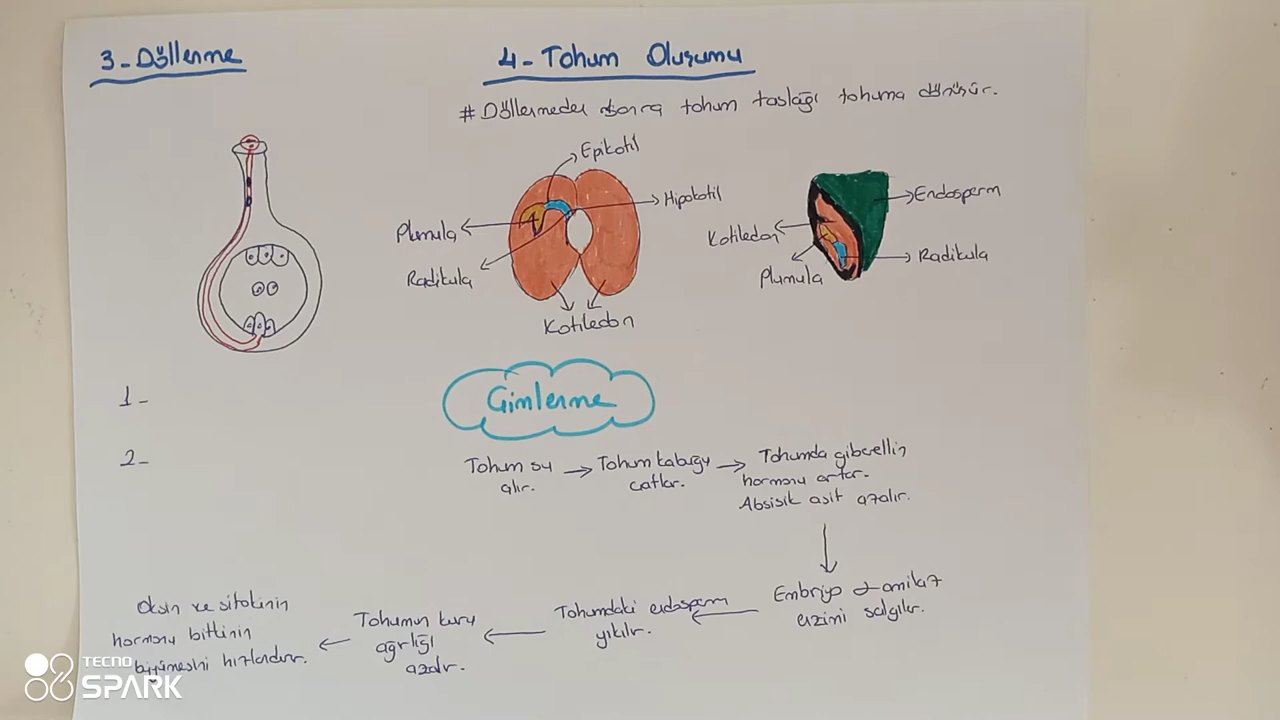 3-Döllenme
4-Tohum Oluşumu
#Döllenmeden sonra tohum taslağı tohuma dönüşür.
Epikotil
Hipokotil
Plumula
Radikula
Kotiledon
Endosperm
Kotiledon
Radikula
Plumula
1-
2-
Çimlenme
Tohum su
alır.
Tohum kabuğu
çatlar.
Tohumda giberellin
hormonu artar.
Absisik asit azalır.
Embriyo α-amilaz
enzimi salgılar.
Tohumdaki endosperm
yıkılır.
Tohumun kuru
ağırlığı
azalır.
Oksin ve sitokinin
hormonu bitkinin
büyümesini hızlandırır.
TECNO
SPARK